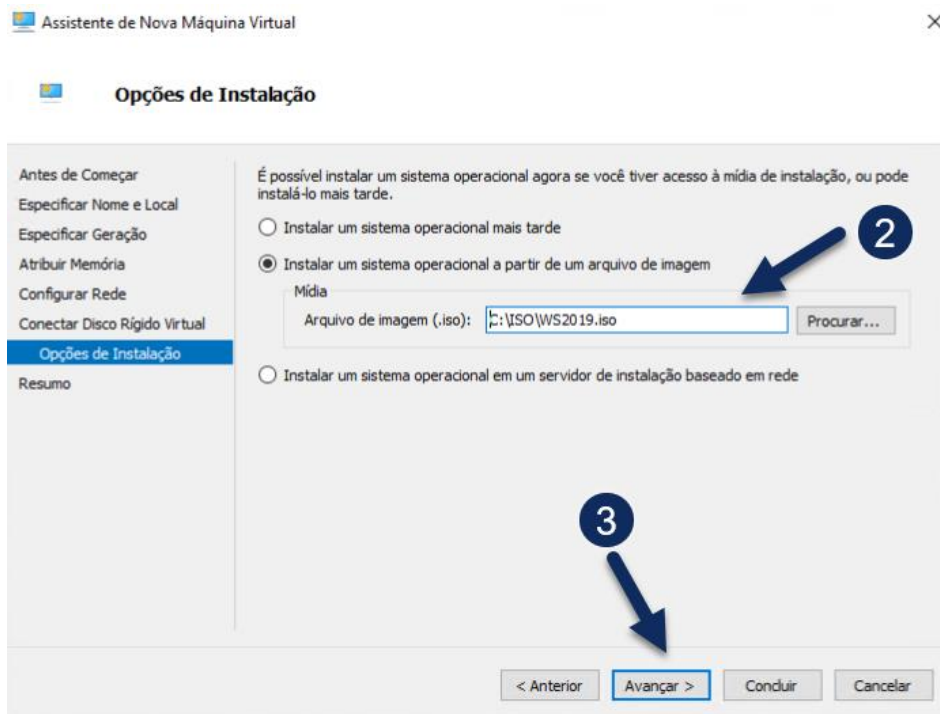 Assistente de Nova Máquina Virtual
Opções de Instalação
Antes de Começar
Especificar Nome e Local
Especificar Geração
Atribuir Memória
Configurar Rede
Conectar Disco Rígido Virtual
Opções de Instalação
Resumo
É possível instalar um sistema operacional agora se você tiver acesso à mídia de instalação, ou pode
instalá-lo mais tarde.
Instalar um sistema operacional mais tarde
2
Instalar um sistema operacional a partir de um arquivo de imagem
Mídia
Arquivo de imagem (.iso): C:\ISO\WS2019.iso Procurar...
Instalar um sistema operacional em um servidor de instalação baseado em rede
3
< Anterior Avançar > Concluir Cancelar